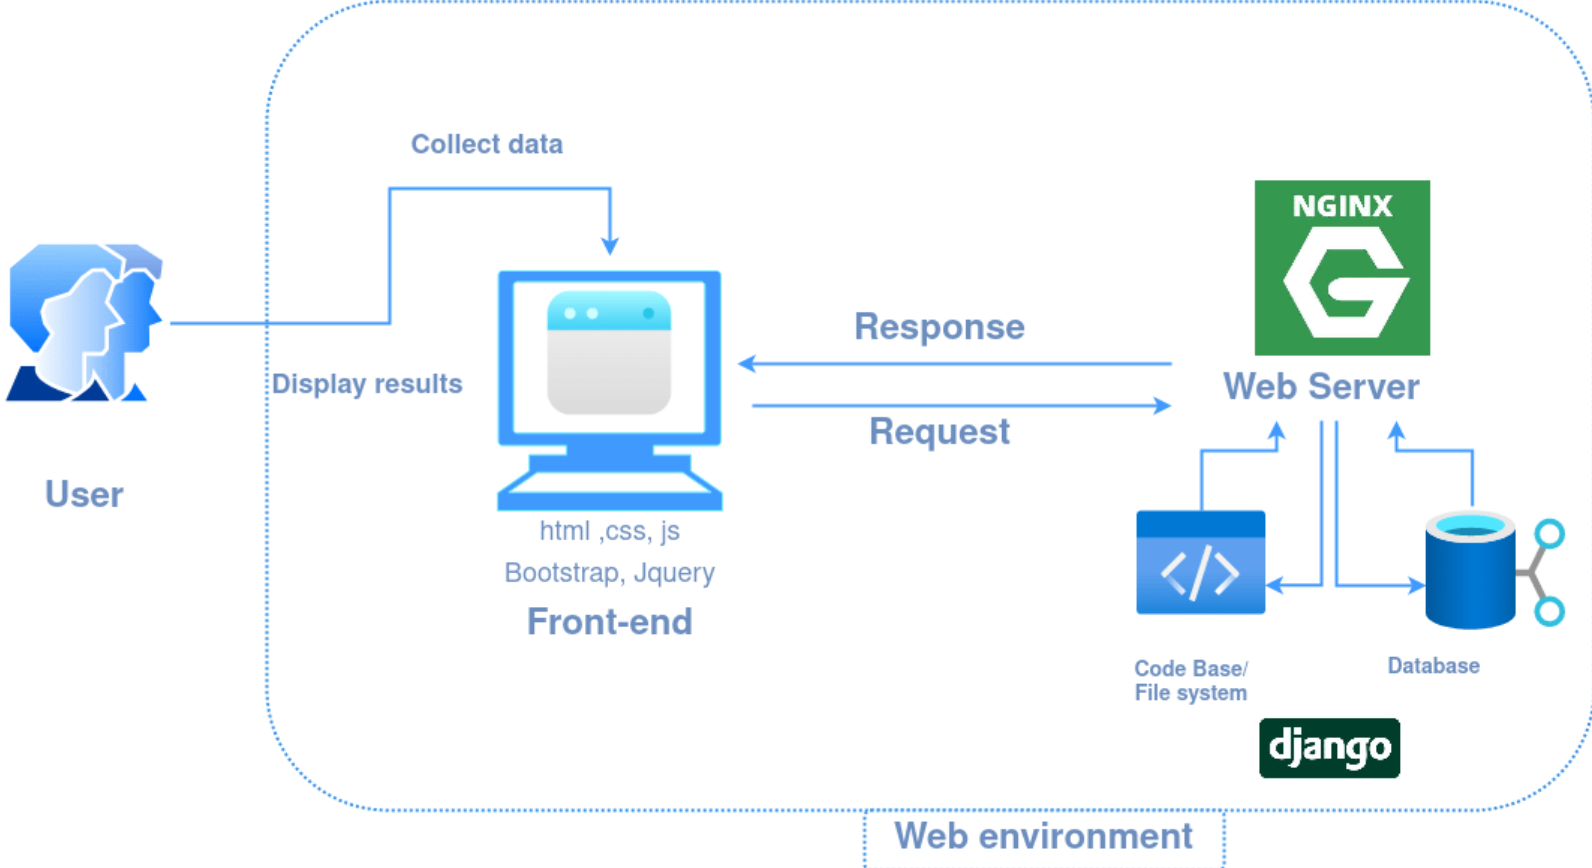 Collect data
NGINX
Response
Web Server
Display results
Request
User
html ,css, js
Bootstrap, Jquery
Front-end
</>
Code Base/
File system
Database
django
Web environment